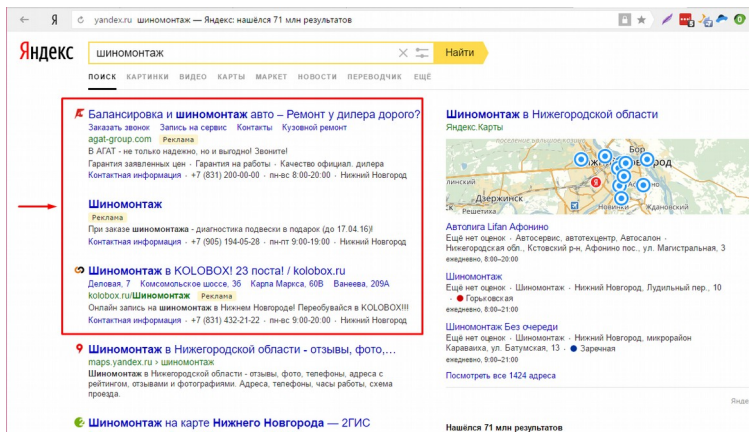 Я
yandex.ru шиномонтаж — Яндекс: нашёлся 71 млн результатов
Яндекс
шиномонтаж
Найти
ПОИСК КАРТИНКИ ВИДЕО КАРТЫ МАРКЕТ НОВОСТИ ПЕРЕВОДЧИК ЕЩЁ
Балансировка и шиномонтаж авто – Ремонт у дилера дорого?
Заказать звонок Запись на сервис Контакты Кузовной ремонт
agat-group.com Реклама
В АГАТ - не только надежно, но и выгодно! Звоните!
Гарантия заявленных цен · Гарантия на работы · Качество официал. дилера
Контактная информация · +7 (831) 200-00-00 · пн-вс 8:00-20:00 · Нижний Новгород
Шиномонтаж
Реклама
При заказе шиномонтажа - диагностика подвески в подарок (до 17.04.16)!
Контактная информация · +7 (905) 194-05-28 · пн-пт 9:00-19:00 · Нижний Новгород
Шиномонтаж в KOLOBOX! 23 поста! / kolobox.ru
Деловая, 7 Комсомольское шоссе, 3б Карла Маркса, 60В Ванеева, 209А
kolobox.ru/Шиномонтаж Реклама
Онлайн запись на шиномонтаж в Нижнем Новгороде! Переобувайся в KOLOBOX!!!
Контактная информация · +7 (831) 432-21-22 · пн-вс 9:00-20:00 · Нижний Новгород
Шиномонтаж в Нижегородской области - отзывы, фото,...
maps.yandex.ru › шиномонтаж
Шиномонтаж в Нижегородской области - отзывы, фото, телефоны, адреса с
рейтингом, отзывами и фотографиями. Адреса, телефоны, часы работы, схема
проезда.
Шиномонтаж на карте Нижнего Новгорода — 2ГИС
Шиномонтаж в Нижегородской области
Яндекс.Карты
Бор
Дзержинск
Решетиха
Новинки
Ждановский
Автолига Lifan Афонино
Ещё нет оценок · Автосервис, автотехцентр, Автосалон ·
Нижегородская обл., Кстовский р-н, Афонино пос., ул. Магистральная, 3
ежедневно, 8:00–20:00
Шиномонтаж
Ещё нет оценок · Шиномонтаж · Нижний Новгород, Лудильный пер., 10
· Горьковская
ежедневно, 8:00–21:00
Шиномонтаж Без очереди
Ещё нет оценок · Шиномонтаж · Нижний Новгород, микрорайон
Караваиха, ул. Батумская, 13 · Заречная
ежедневно, 9:00–21:00
Посмотреть все 1424 адреса
Нашёлся 71 млн результатов